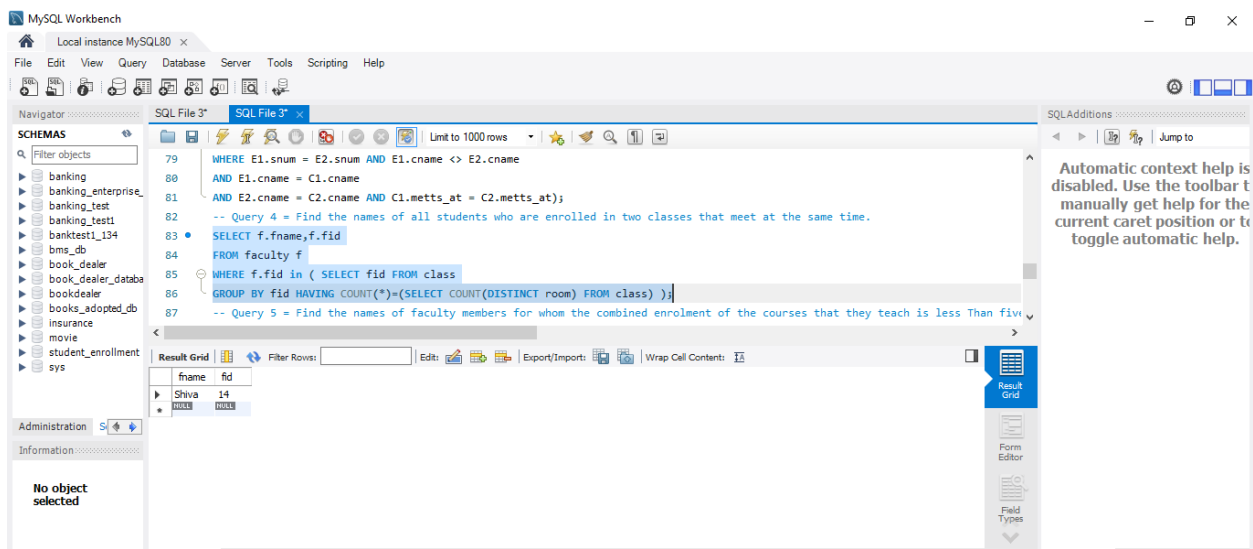 MySQL Workbench
Local instance MySQL80 ×
File Edit View Query Database Server Tools Scripting Help
Navigator
SCHEMAS
Filter objects
banking
banking_enterprise_
banking_test
banking_test1
banktest1_134
bms_db
book_dealer
book_dealer_databa
bookdealer
books_adopted_db
insurance
movie
student_enrollment
sys
Administration S
Information
No object
selected
SQL File 3* SQL File 3* ×
Limit to 1000 rows
79 WHERE E1.snum = E2.snum AND E1.cname <> E2.cname
80 AND E1.cname = C1.cname
81 AND E2.cname = C2.cname AND C1.metts_at = C2.metts_at);
82 -- Query 4 = Find the names of all students who are enrolled in two classes that meet at the same time.
83 SELECT f.fname,f.fid
84 FROM faculty f
85 WHERE f.fid in ( SELECT fid FROM class
86 GROUP BY fid HAVING COUNT(*)=(SELECT COUNT(DISTINCT room) FROM class) );
87 -- Query 5 = Find the names of faculty members for whom the combined enrolment of the courses that they teach is less Than five
Result Grid Filter Rows: Edit: Export/Import: Wrap Cell Content:
fname fid
Shiva 14
NULL NULL
Result
Grid
Form
Editor
Field
Types
SQLAdditions
Jump to
Automatic context help is
disabled. Use the toolbar t
manually get help for the
current caret position or to
toggle automatic help.